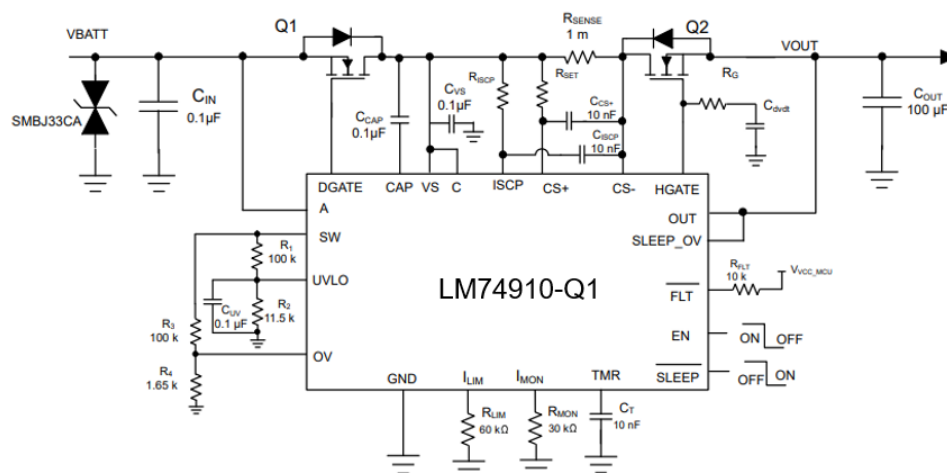 VBATT
Q1
RSENSE
1 m
Q2
VOUT
SMBJ33CA
CIN
0.1µF
CCAP
0.1µF
CVS
0.1µF
RISCP
RSET
CCS+
10 nF
CISCP
10 nF
RG
Cdvdt
COUT
100 µF
DGATE
CAP
VS
C
ISCP
CS+
CS-
HGATE
A
OUT
SW
SLEEP_OV
R1
100 k
UVLO
LM74910-Q1
RFLT
10 k
VVCC_MCU
FLT
CUV
0.1 µF
R2
11.5 k
R3
100 k
EN
ON
OFF
OV
R4
1.65 k
SLEEP
OFF
ON
GND
ILIM
IMON
TMR
RLIM
60 kΩ
RMON
30 kΩ
CT
10 nF